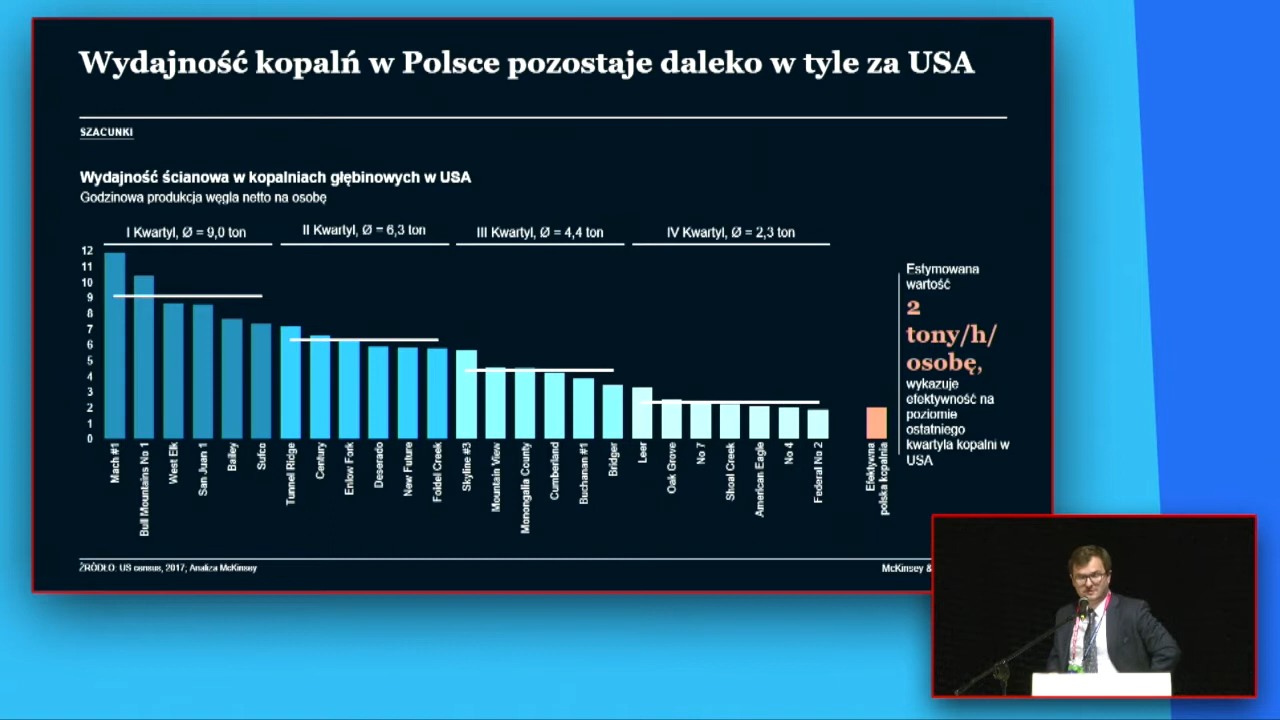 Wydajność kopalń w Polsce pozostaje daleko w tyle za USA
SZACUNKI
Wydajność ścianowa w kopalniach głębinowych w USA
Godzinowa produkcja węgla netto na osobę
I Kwartyl, Ø = 9,0 ton
II Kwartyl, Ø = 6,3 ton
III Kwartyl, Ø = 4,4 ton
IV Kwartyl, Ø = 2,3 ton
12
11
10
9
8
7
6
5
4
3
2
1
0
Mach #1
Bull Mountains No 1
West Elk
San Juan 1
Bailey
Sufco
Tunnel Ridge
Century
Enlow Fork
Deserado
New Future
Foidel Creek
Skyline #3
Mountain View
Monongalia County
Cumberland
Buchanan #1
Bridger
Leer
Oak Grove
No 7
Shoal Creek
American Eagle
No 4
Federal No 2
Efektywna
polska kopalnia
Estymowana
wartość
2
tony/h/
osobę,
wykazuje
efektywność na
poziomie
ostatniego
kwartyla kopalni w
USA
ŹRÓDŁO: US census, 2017; Analiza McKinsey
McKinsey &